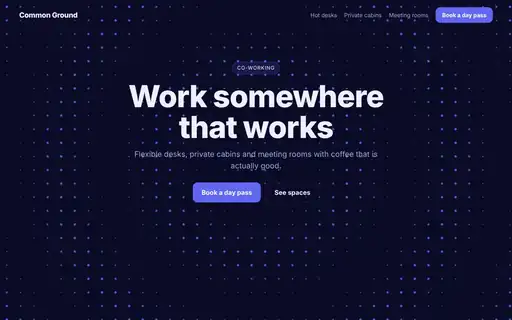 Common Ground
Hot desks Private cabins Meeting rooms Book a day pass
CO-WORKING
Work somewhere
that works
Flexible desks, private cabins and meeting rooms with coffee that is
actually good.
Book a day pass See spaces